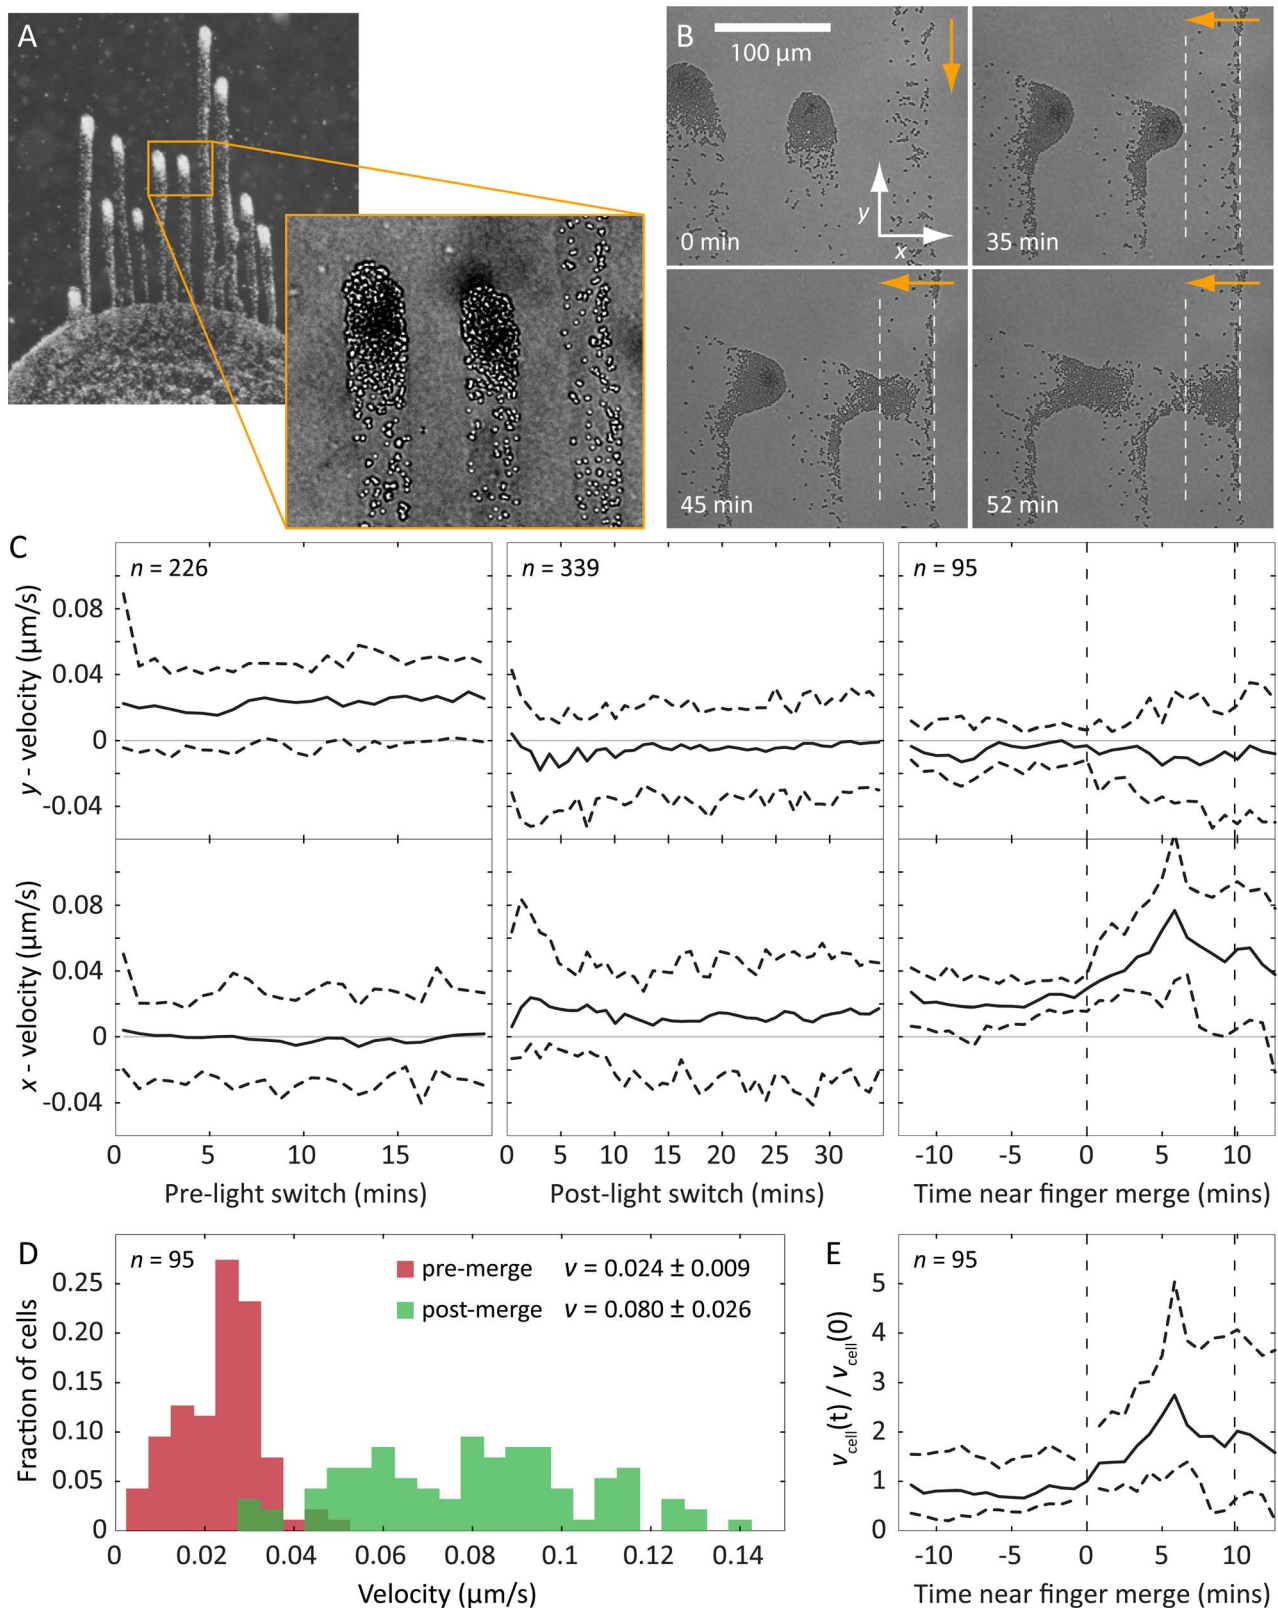 A
B
100 µm
y
x
0 min
35 min
45 min
52 min
C
n = 226
n = 339
n = 95
y - velocity (µm/s)
0.08
0.04
0
-0.04
x - velocity (µm/s)
0.08
0.04
0
-0.04
0 5 10 15
0 5 10 15 20 25 30
-10 -5 0 5 10
Pre-light switch (mins)
Post-light switch (mins)
Time near finger merge (mins)
D
n = 95
pre-merge v = 0.024 ± 0.009
post-merge v = 0.080 ± 0.026
Fraction of cells
0.25
0.20
0.15
0.10
0.05
0
0 0.02 0.04 0.06 0.08 0.10 0.12 0.14
Velocity (µm/s)
E
n = 95
vcell(t) / vcell(0)
5
4
3
2
1
0
-10 -5 0 5 10
Time near finger merge (mins)